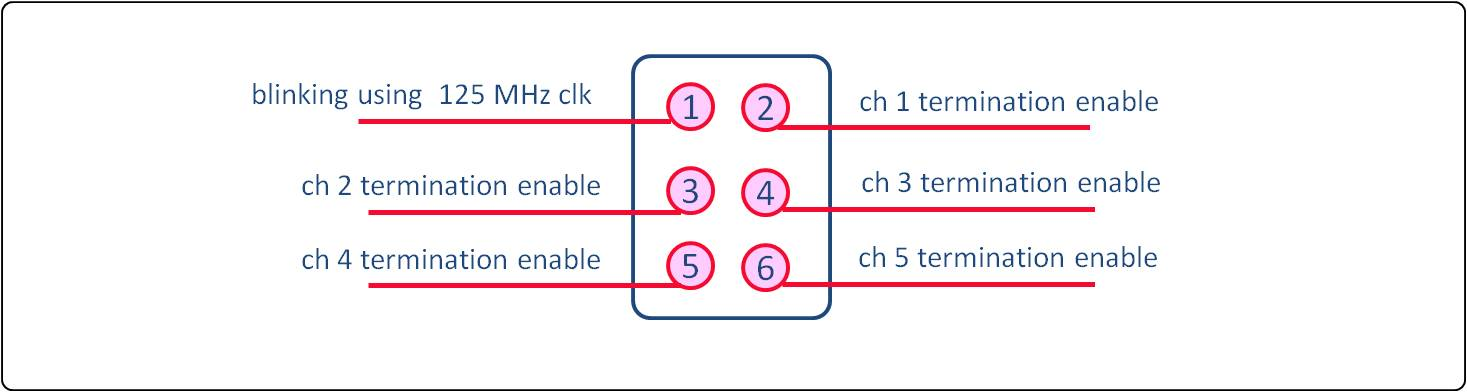 blinking using  125 MHz clk
1
2
ch 1 termination enable
ch 2 termination enable
3
4
ch 3 termination enable
ch 4 termination enable
5
6
ch 5 termination enable